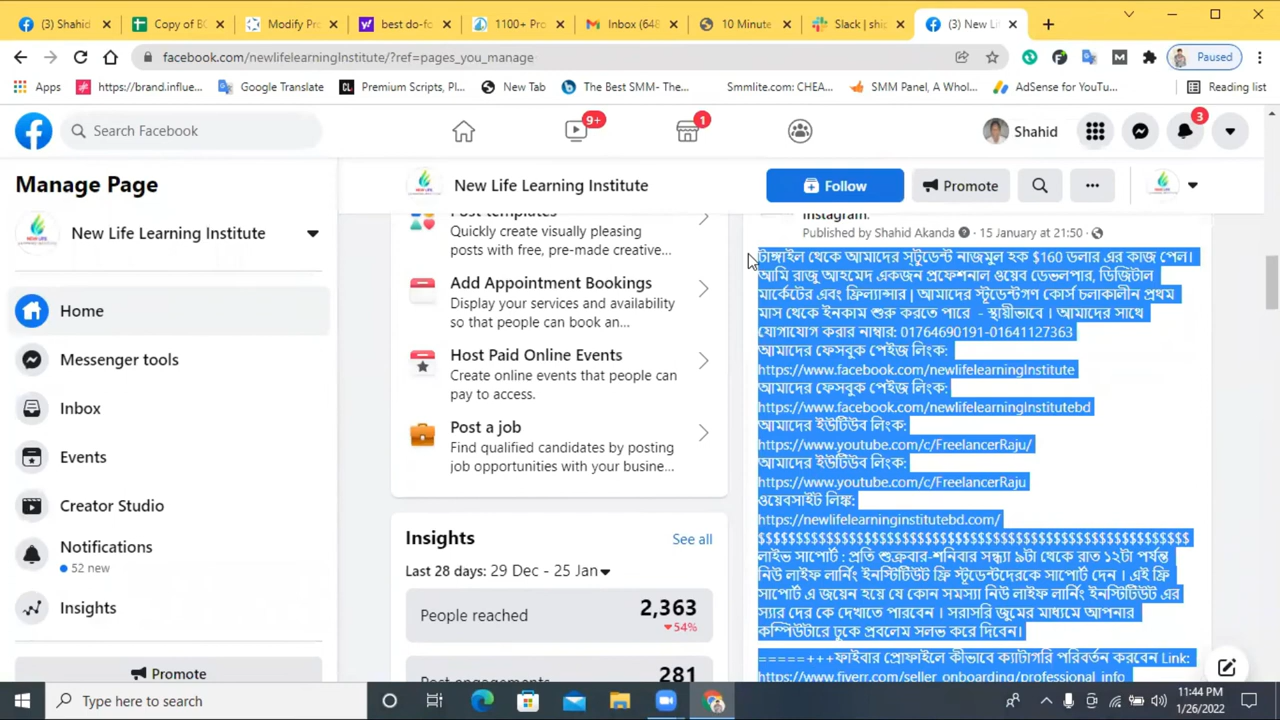 (3) Shahid
Copy of BC
Modify Pro
best do-fo
1100+ Pro
Inbox (648
10 Minute
Slack | ship
(3) New Li
facebook.com/newlifelearningInstitute/?ref=pages_you_manage
Paused
Apps
https://brand.influe...
Google Translate
Premium Scripts, Pl...
New Tab
The Best SMM- The...
Smmlite.com: CHEA...
SMM Panel, A Whol...
AdSense for YouTu...
Reading list
Search Facebook
9+
1
Shahid
3
Manage Page
New Life Learning Institute
Home
Messenger tools
Inbox
Events
Creator Studio
Notifications
52 new
Insights
Promote
New Life Learning Institute
Follow
Promote
Post templates
Quickly create visually pleasing
posts with free, pre-made creative...
Add Appointment Bookings
Display your services and availability
so that people can book an...
Host Paid Online Events
Create online events that people can
pay to access.
Post a job
Find qualified candidates by posting
job opportunities with your busine...
Insights
See all
Last 28 days: 29 Dec - 25 Jan
People reached
2,363
54%
Post engagements
281
Instagram.
Published by Shahid Akanda · 15 January at 21:50 ·
টাঙ্গাইল থেকে আমাদের স্টুডেন্ট নাজমুল হক $160 ডলার এর কাজ পেল।
আমি রাজু আহমেদ একজন প্রফেশনাল ওয়েব ডেভলপার, ডিজিটাল
মার্কেটের এবং ফ্রিল্যান্সার | আমাদের স্টূডেন্টগণ কোর্স চলাকালীন প্রথম
মাস থেকে ইনকাম শুরু করতে পারে - স্থায়ীভাবে । আমাদের সাথে
যোগাযোগ করার নাম্বার: 01764690191-01641127363
আমাদের ফেসবুক পেইজ লিংক:
https://www.facebook.com/newlifelearningInstitute
আমাদের ফেসবুক পেইজ লিংক:
https://www.facebook.com/newlifelearningInstitutebd
আমাদের ইউটিউব লিংক:
https://www.youtube.com/c/FreelancerRaju/
আমাদের ইউটিউব লিংক:
https://www.youtube.com/c/FreelancerRaju
ওয়েবসাইট লিঙ্ক:
https://newlifelearninginstitutebd.com/
$$$$$$$$$$$$$$$$$$$$$$$$$$$$$$$$$$$$$$$$$$$$$$$$$$$$$$
লাইভ সাপোর্ট : প্রতি শুক্রবার-শনিবার সন্ধ্যা ৯টা থেকে রাত ১২টা পর্যন্ত
নিউ লাইফ লার্নিং ইনস্টিটিউট ফ্রি স্টূডেন্টদেরকে সাপোর্ট দেন । এই ফ্রি
সাপোর্ট এ জয়েন হয়ে যে কোন সমস্যা নিউ লাইফ লার্নিং ইনস্টিটিউট এর
স্যার দের কে দেখাতে পারবেন । সরাসরি জুমের মাধ্যমে আপনার
কম্পিউটারে ঢুকে প্রবলেম সলভ করে দিবেন।
=====+++ফাইবার প্রোফাইলে কীভাবে ক্যাটাগরি পরিবর্তন করবেন Link:
https://www.fiverr.com/seller_onboarding/professional_info
Type here to search
11:44 PM
1/26/2022